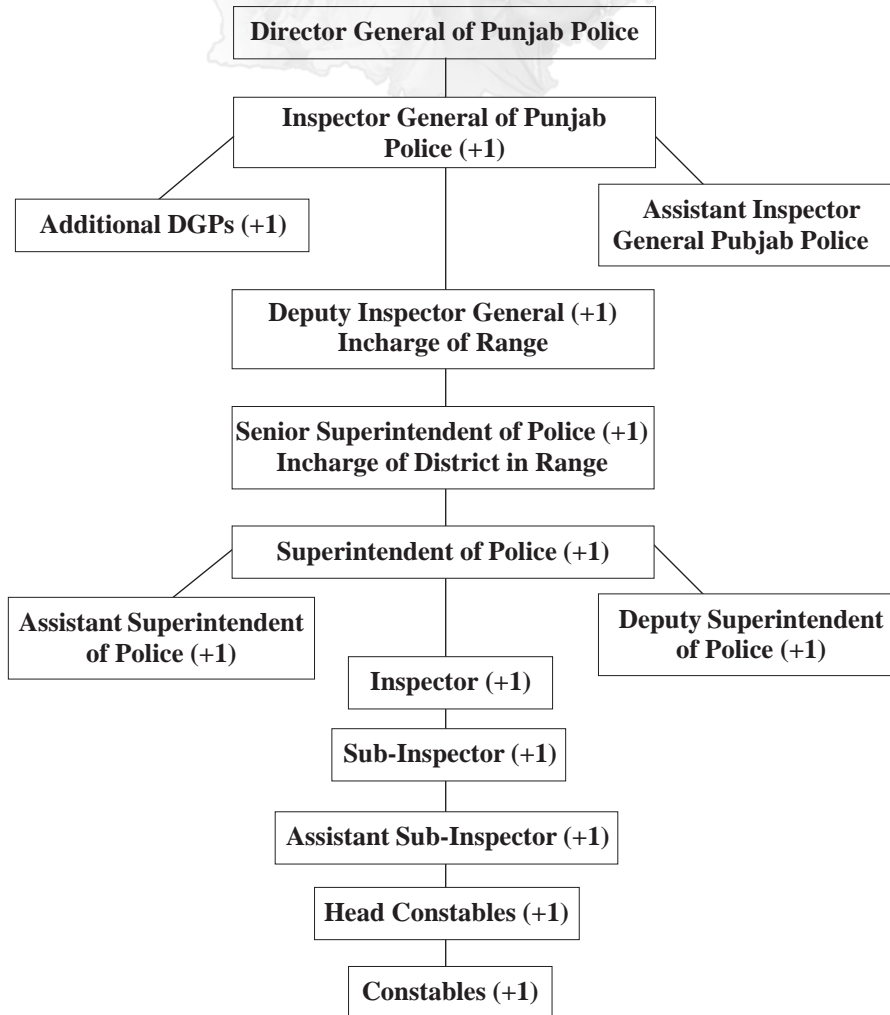 Director General of Punjab Police
Inspector General of Punjab
Police (+1)
Additional DGPs (+1)
Assistant Inspector
General Pubjab Police
Deputy Inspector General (+1)
Incharge of Range
Senior Superintendent of Police (+1)
Incharge of District in Range
Superintendent of Police (+1)
Assistant Superintendent
of Police (+1)
Deputy Superintendent
of Police (+1)
Inspector (+1)
Sub-Inspector (+1)
Assistant Sub-Inspector (+1)
Head Constables (+1)
Constables (+1)